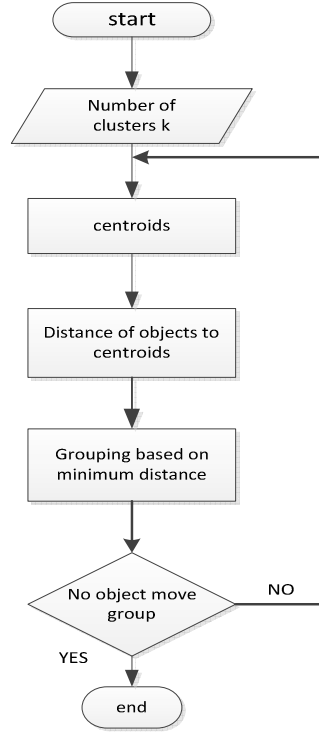 start
Number of
clusters k
centroids
Distance of objects to
centroids
Grouping based on
minimum distance
No object move
group
NO
YES
end